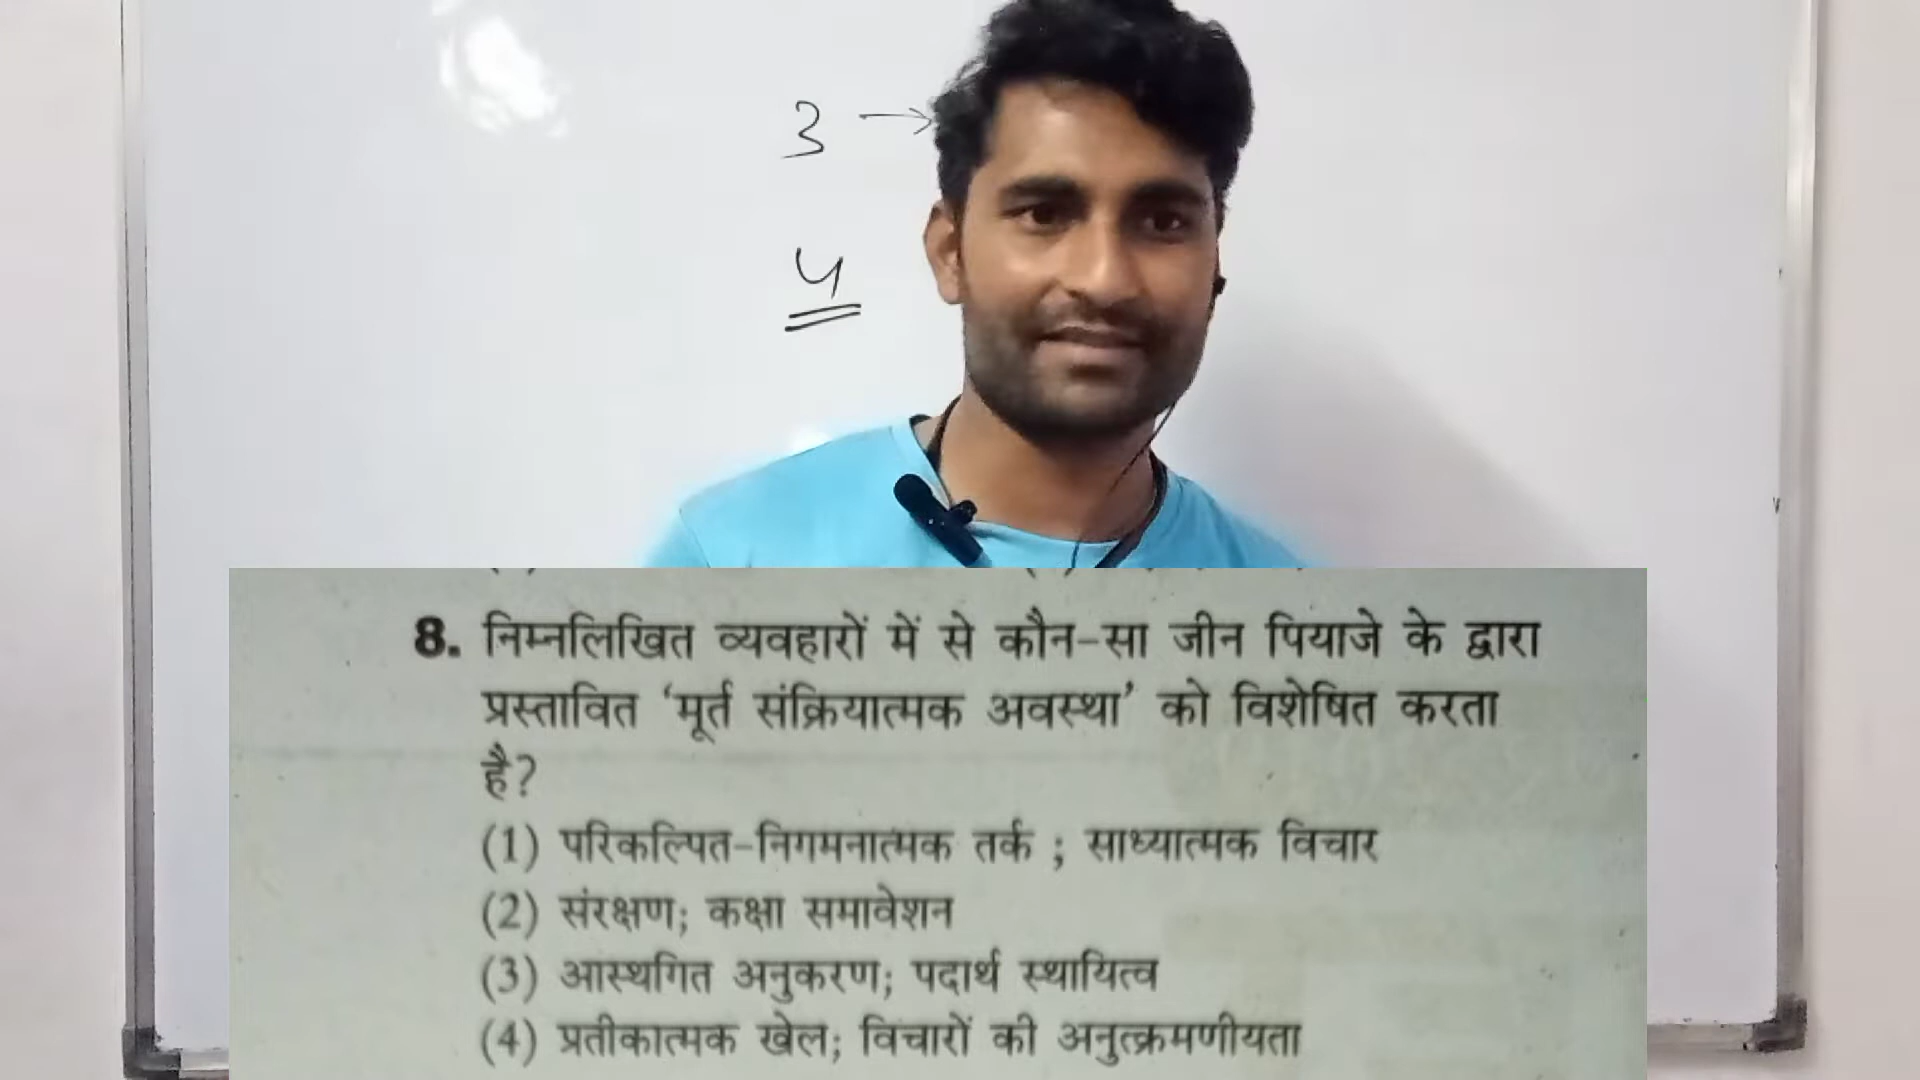 3 →
4
8. निम्नलिखित व्यवहारों में से कौन-सा जीन पियाजे के द्वारा
प्रस्तावित ‘मूर्त संक्रियात्मक अवस्था’ को विशेषित करता
है?
(1) परिकल्पित-निगमनात्मक तर्क ; साध्यात्मक विचार
(2) संरक्षण; कक्षा समावेशन
(3) आस्थगित अनुकरण; पदार्थ स्थायित्व
(4) प्रतीकात्मक खेल; विचारों की अनुत्क्रमणीयता